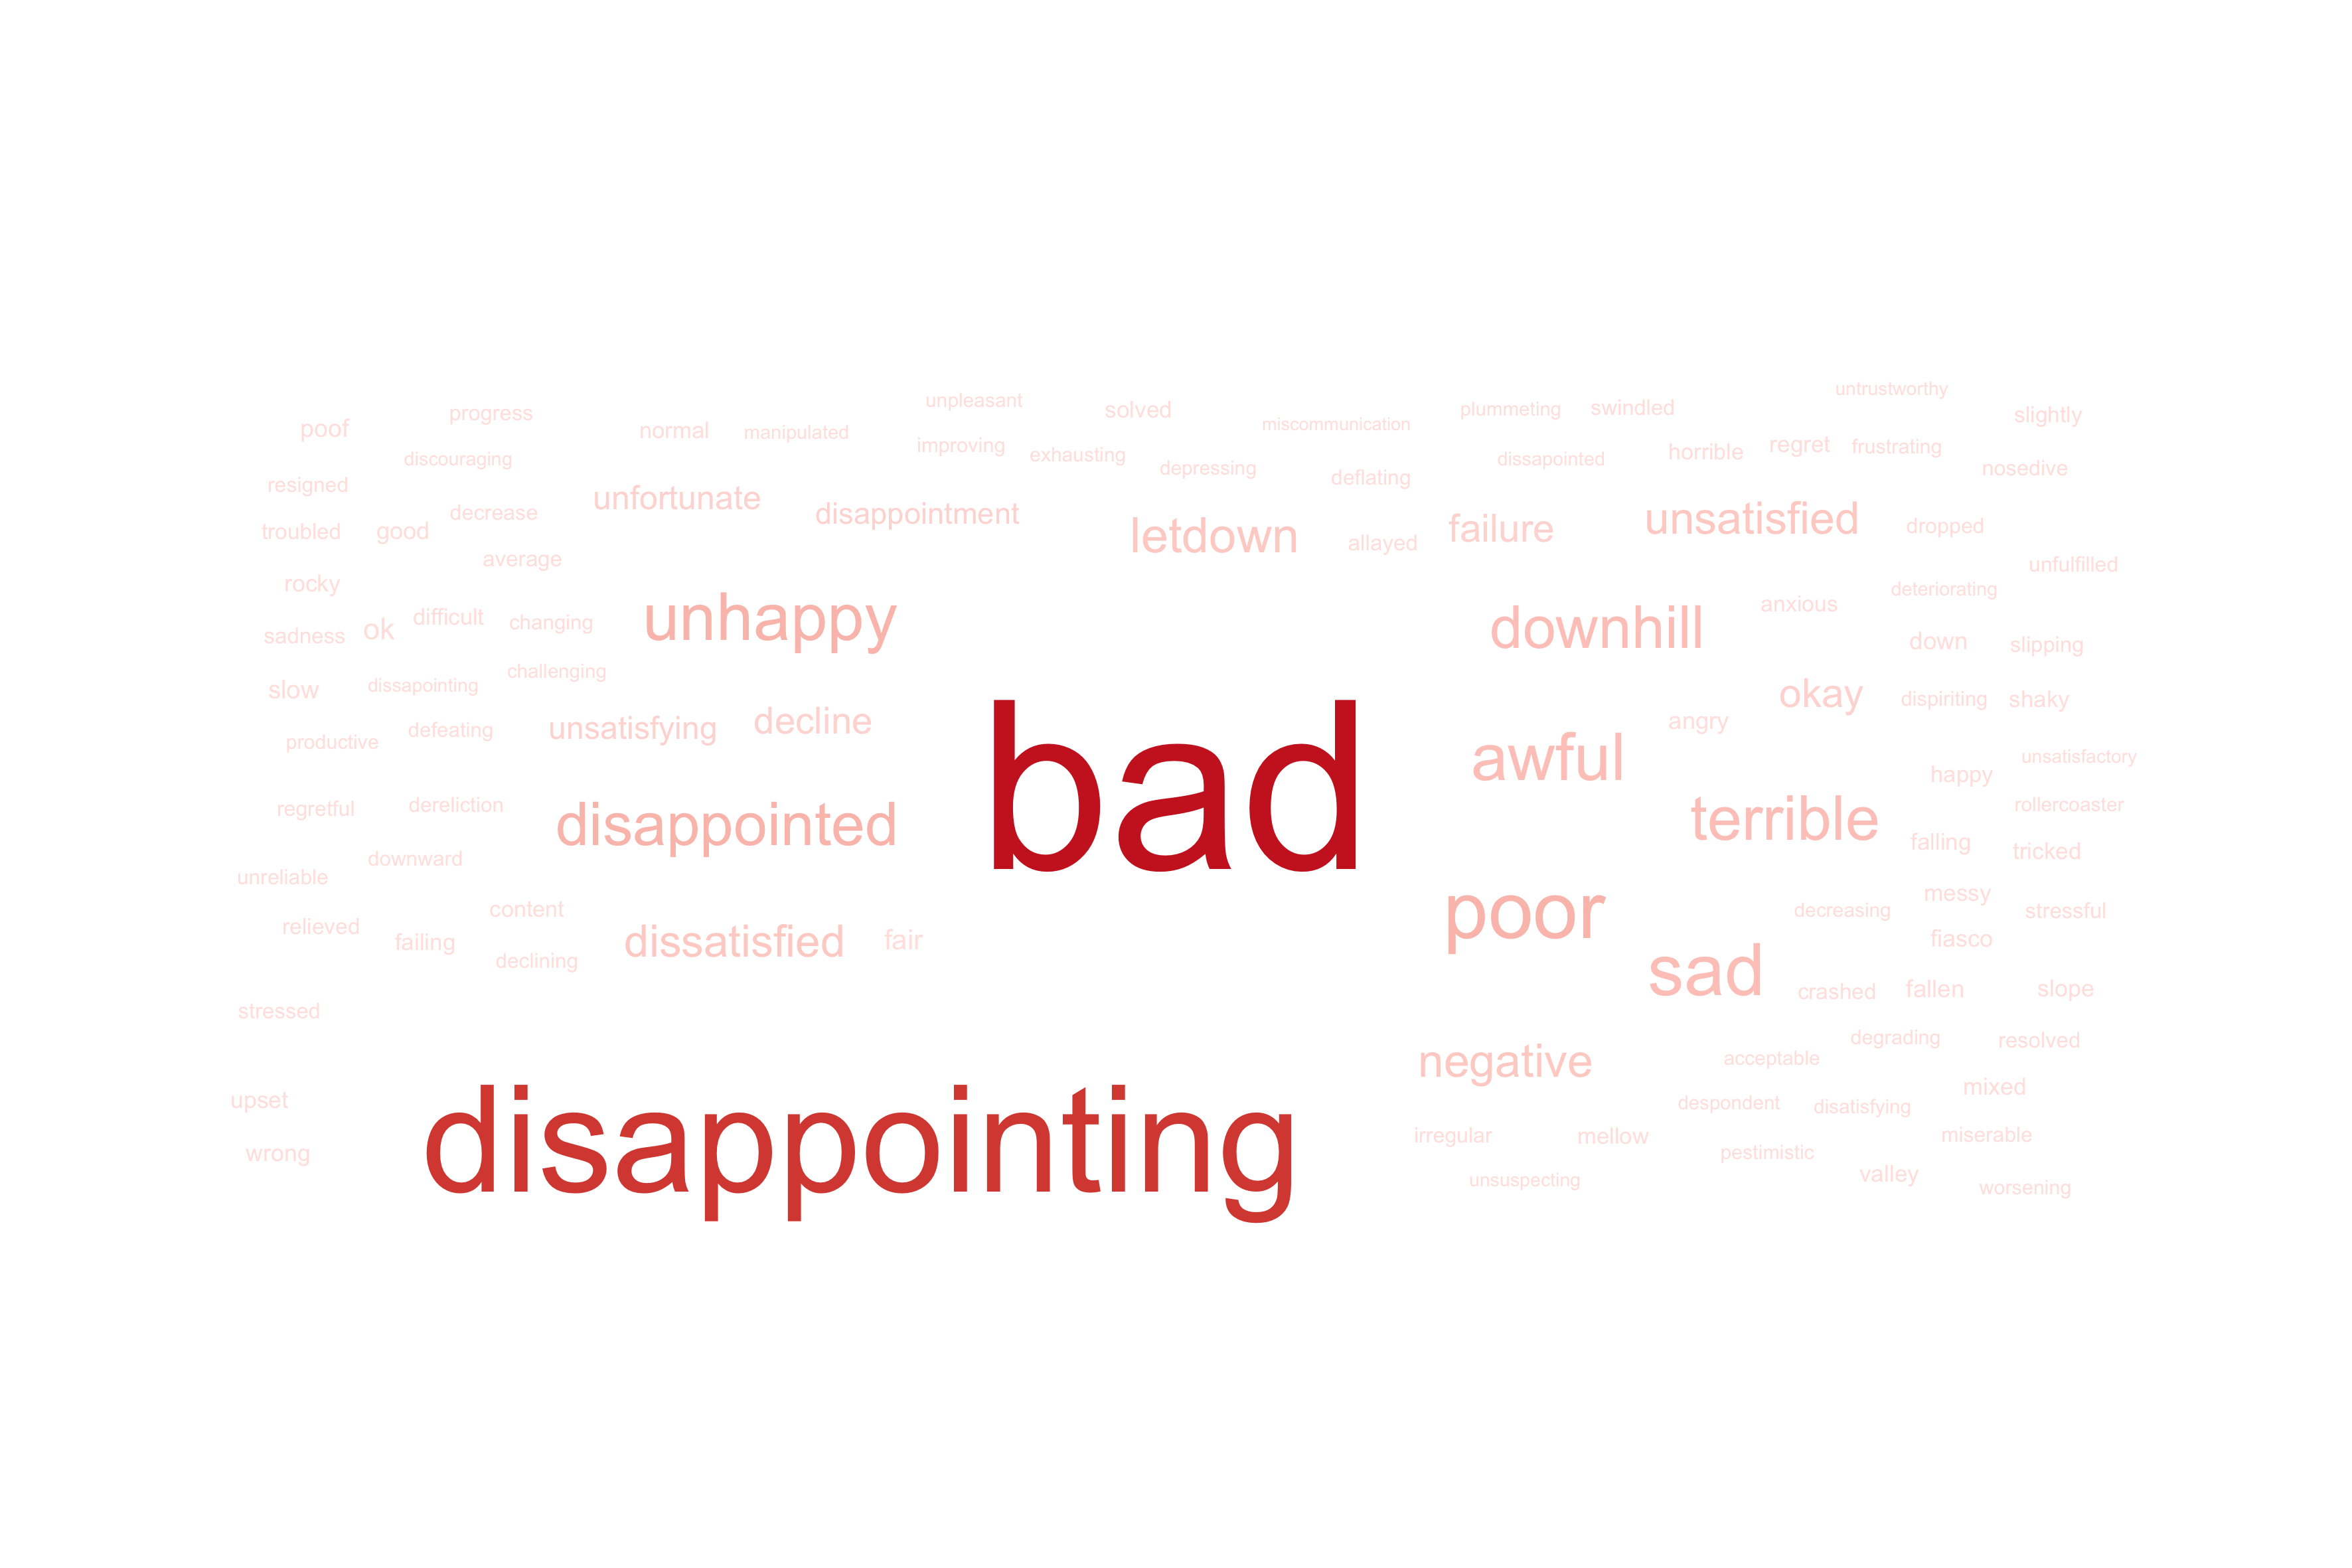 untrustworthy
unpleasant
solved
plummeting
swindled
progress
slightly
poof
normal
manipulated
miscommunication
improving
exhausting
horrible
regret
frustrating
discouraging
depressing
deflating
dissapointed
nosedive
resigned
unfortunate
disappointment
decrease
letdown
failure
unsatisfied
dropped
troubled
good
allayed
average
unfulfilled
rocky
deteriorating
difficult
changing
unhappy
downhill
anxious
sadness
ok
down
slipping
challenging
slow
dissapointing
okay
dispiriting
shaky
defeating
unsatisfying
decline
angry
productive
bad
awful
unsatisfactory
happy
regretful
dereliction
disappointed
terrible
rollercoaster
falling
tricked
downward
unreliable
content
poor
messy
decreasing
stressful
relieved
failing
dissatisfied
fair
fiasco
declining
sad
crashed
fallen
slope
stressed
degrading
resolved
negative
acceptable
mixed
upset
despondent
disatisfying
disappointing
irregular
mellow
miserable
wrong
pestimistic
unsuspecting
valley
worsening